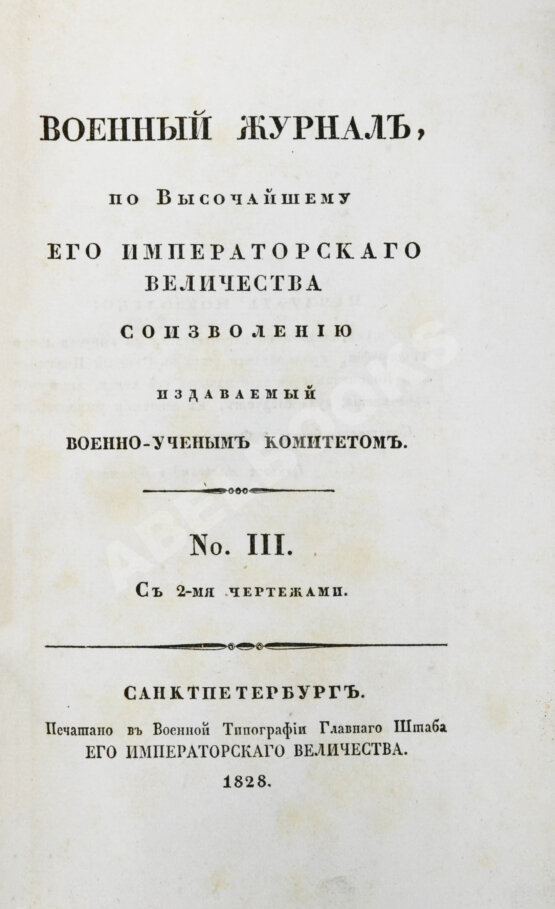 ВОЕННЫЙ ЖУРНАЛЪ,
ПО ВЫСОЧАЙШЕМУ
ЕГО ИМПЕРАТОРСКАГО
ВЕЛИЧЕСТВА
СОИЗВОЛЕНІЮ
ИЗДАВАЕМЫЙ
ВОЕННО-УЧЕНЫМЪ КОМИТЕТОМЪ.
No. III.
Съ 2-мя чертежами.
САНКТПЕТЕРБУРГЪ.
Печатано въ Военной Типографіи Главнаго Штаба
ЕГО ИМПЕРАТОРСКАГО ВЕЛИЧЕСТВА.
1828.